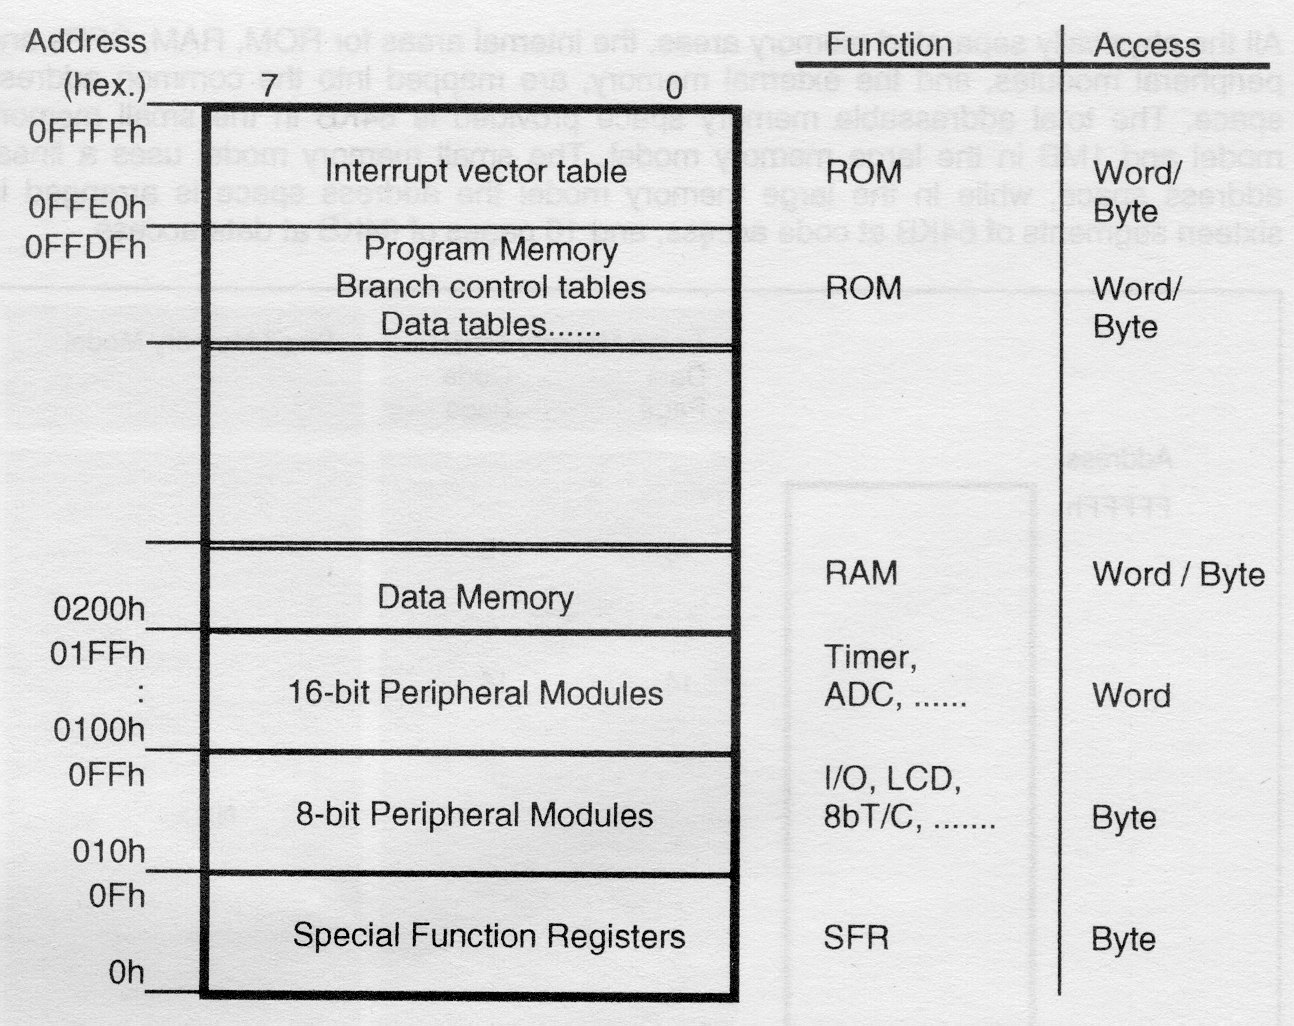 Address Function Access
(hex.) 7 0
0FFFFh
Interrupt vector table ROM Word/
0FFE0h Byte
0FFDFh Program Memory
Branch control tables ROM Word/
Data tables...... Byte
RAM Word / Byte
Data Memory
0200h
01FFh Timer,
: 16-bit Peripheral Modules ADC, ...... Word
0100h
0FFh I/O, LCD,
8-bit Peripheral Modules 8bT/C, ....... Byte
010h
0Fh
Special Function Registers SFR Byte
0h